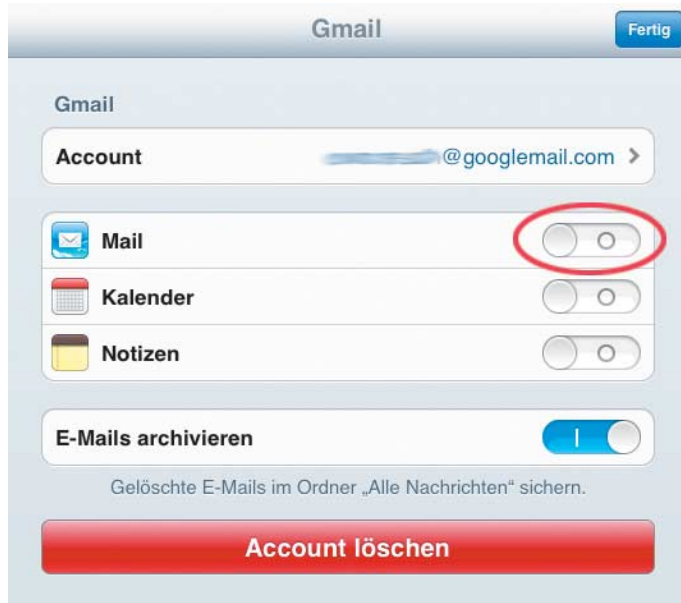 Gmail
Fertig
Gmail
Account @googlemail.com
Mail
Kalender
Notizen
E-Mails archivieren
Gelöschte E-Mails im Ordner „Alle Nachrichten“ sichern.
Account löschen